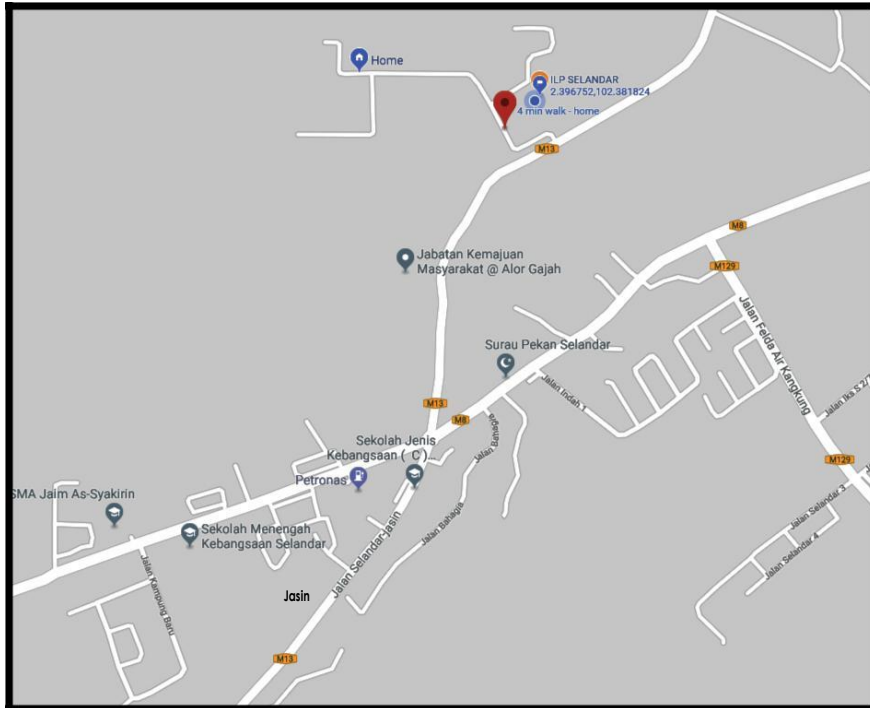 Home
ILP SELANDAR
2.396752,102.381824
4 min walk - home
M13
M8
M129
Jabatan Kemajuan
Masyarakat @ Alor Gajah
Jalan Felda Air Kangkung
Surau Pekan Selandar
Jalan Indah 1
M13
M8
Jalan Bahagia
Sekolah Jenis
Kebangsaan ( C )...
Petronas
SMA Jaim As-Syakirin
Sekolah Menengah
Kebangsaan Selandar
Jalan Bahagia
M129
Jalan Selandar 3
Jalan Selandar 4
Jalan Kampung Baru
Jalan Selandar-Jasin
Jasin
M13